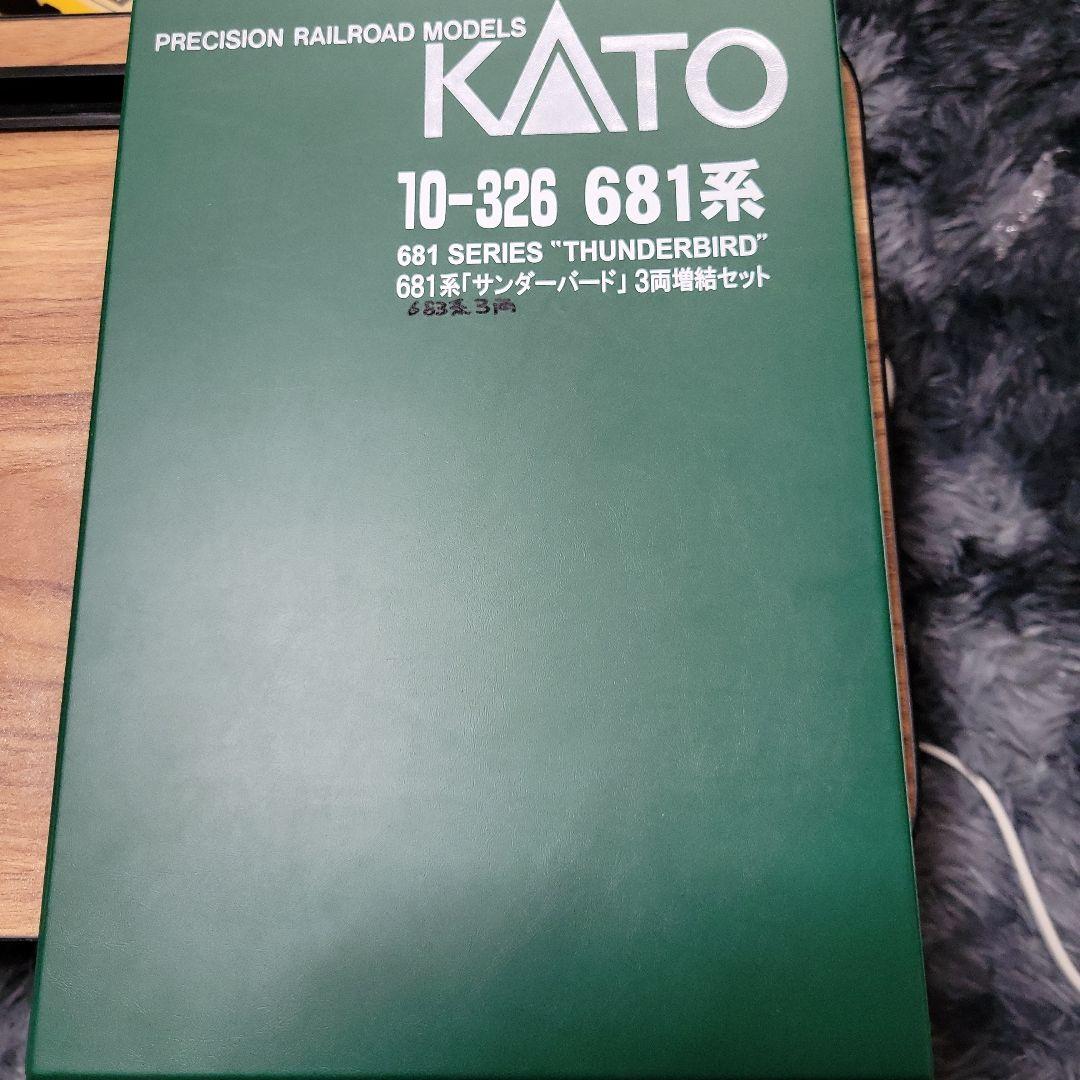 PRECISION RAILROAD MODELS
KATO
10-326 681系
681 SERIES "THUNDERBIRD"
681系「サンダーバード」3両増結セット
683系3両